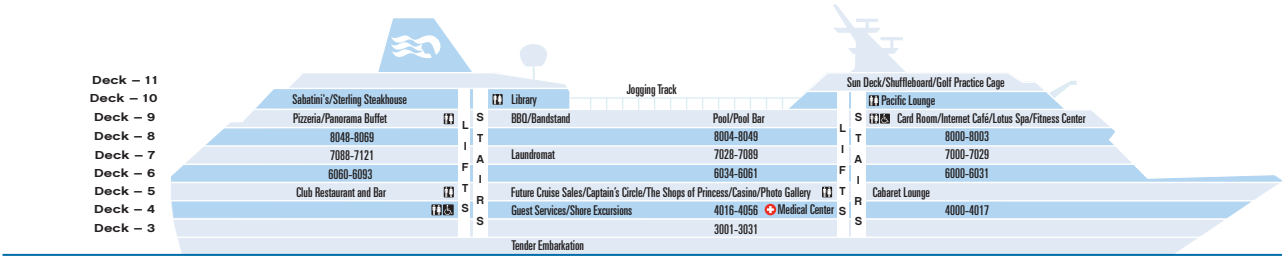 Deck – 11 Sun Deck/Shuffleboard/Golf Practice Cage
Jogging Track
Deck – 10 Sabatini's/Sterling Steakhouse Library Pacific Lounge
Deck – 9 Pizzeria/Panorama Buffet BBQ/Bandstand Pool/Pool Bar Card Room/Internet Café/Lotus Spa/Fitness Center
Deck – 8 8048-8069 8004-8049 8000-8003
Deck – 7 7088-7121 Laundromat 7028-7089 7000-7029
Deck – 6 6060-6093 6034-6061 6000-6031
Deck – 5 Club Restaurant and Bar Future Cruise Sales/Captain's Circle/The Shops of Princess/Casino/Photo Gallery Cabaret Lounge
Deck – 4 Guest Services/Shore Excursions 4016-4056 Medical Center 4000-4017
Deck – 3 3001-3031
Tender Embarkation
LIFTS
STAIRS
LIFTS
STAIRS